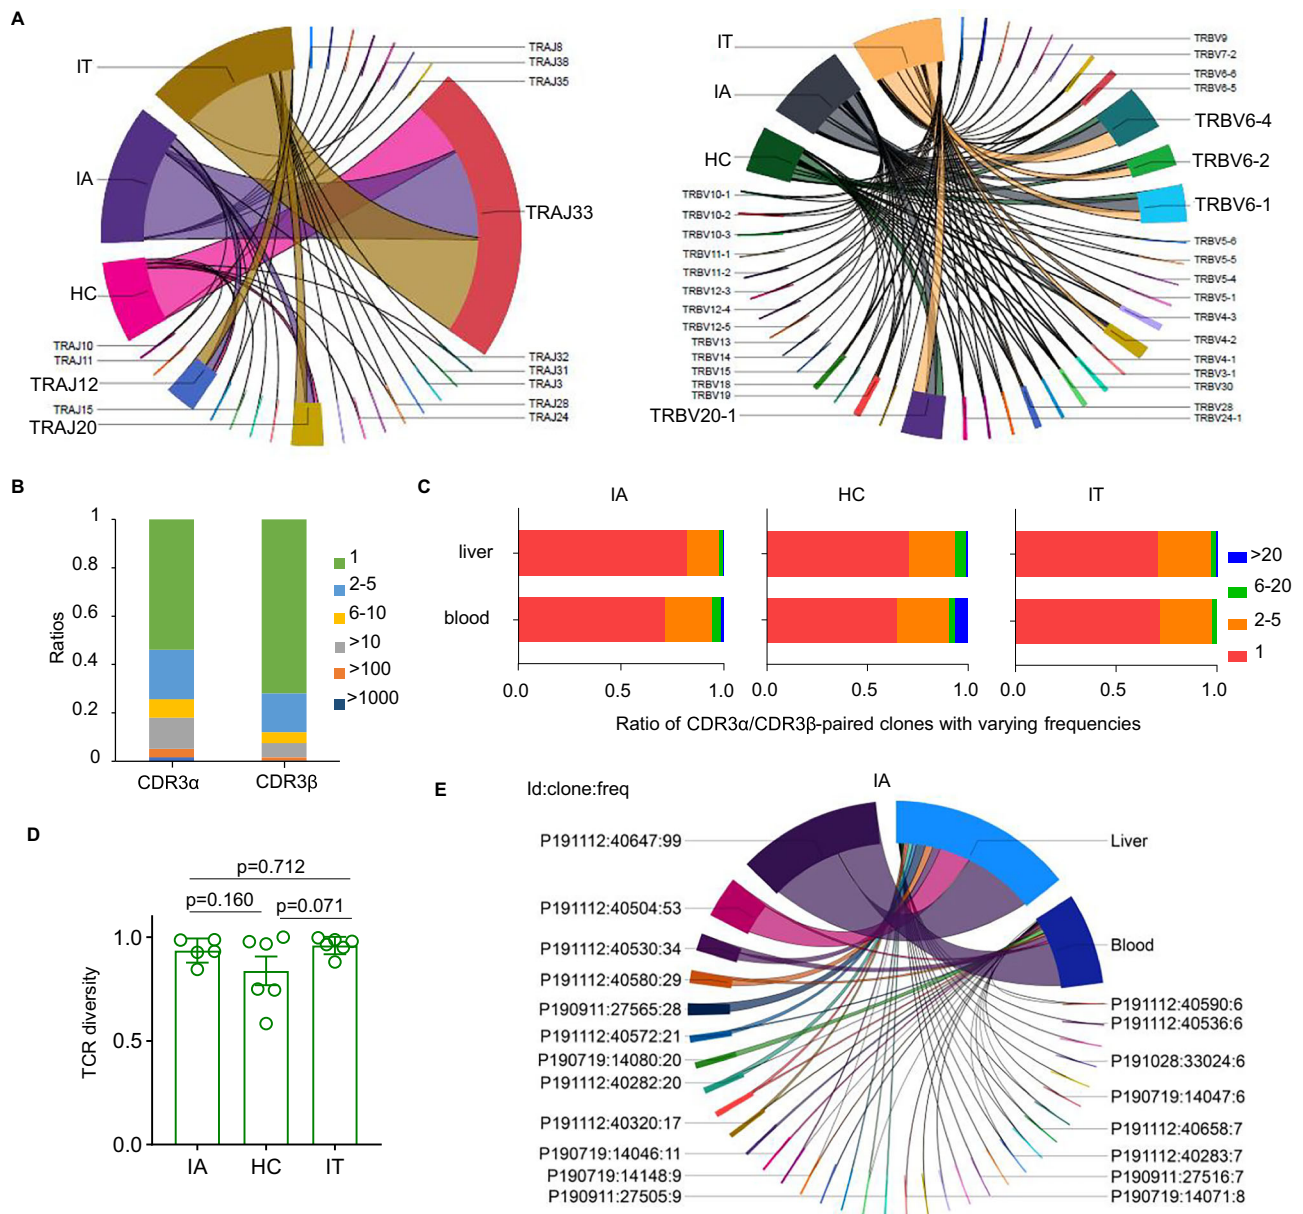 A
IT
IA
HC
TRAJ10
TRAJ11
TRAJ12
TRAJ15
TRAJ20
TRAJ8
TRAJ38
TRAJ35
TRAJ33
TRAJ32
TRAJ31
TRAJ3
TRAJ28
TRAJ24
IT
IA
HC
TRBV10-1
TRBV10-2
TRBV10-3
TRBV11-1
TRBV11-2
TRBV12-3
TRBV12-4
TRBV12-5
TRBV13
TRBV14
TRBV15
TRBV18
TRBV19
TRBV20-1
TRBV9
TRBV7-2
TRBV6-6
TRBV6-5
TRBV6-4
TRBV6-2
TRBV6-1
TRBV5-6
TRBV5-5
TRBV5-4
TRBV5-1
TRBV4-3
TRBV4-2
TRBV4-1
TRBV3-1
TRBV30
TRBV28
TRBV24-1
B
Ratios
1
0.8
0.6
0.4
0.2
0
CDR3α
CDR3β
1
2-5
6-10
>10
>100
>1000
C
IA
HC
IT
liver
blood
0.0
0.5
1.0
0.0
0.5
1.0
0.0
0.5
1.0
>20
6-20
2-5
1
Ratio of CDR3α/CDR3β-paired clones with varying frequencies
D
p=0.712
p=0.160
p=0.071
TCR diversity
1.0
0.5
0.0
IA
HC
IT
E
Id:clone:freq
IA
P191112:40647:99
P191112:40504:53
P191112:40530:34
P191112:40580:29
P190911:27565:28
P191112:40572:21
P190719:14080:20
P191112:40282:20
P191112:40320:17
P190719:14046:11
P190719:14148:9
P190911:27505:9
Liver
Blood
P191112:40590:6
P191112:40536:6
P191028:33024:6
P190719:14047:6
P191112:40658:7
P191112:40283:7
P190911:27516:7
P190719:14071:8